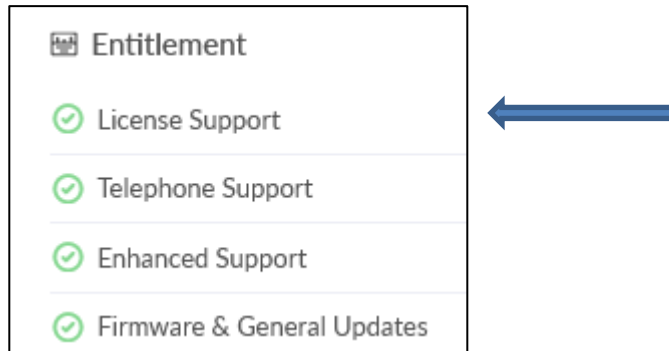 Entitlement
License Support
Telephone Support
Enhanced Support
Firmware & General Updates